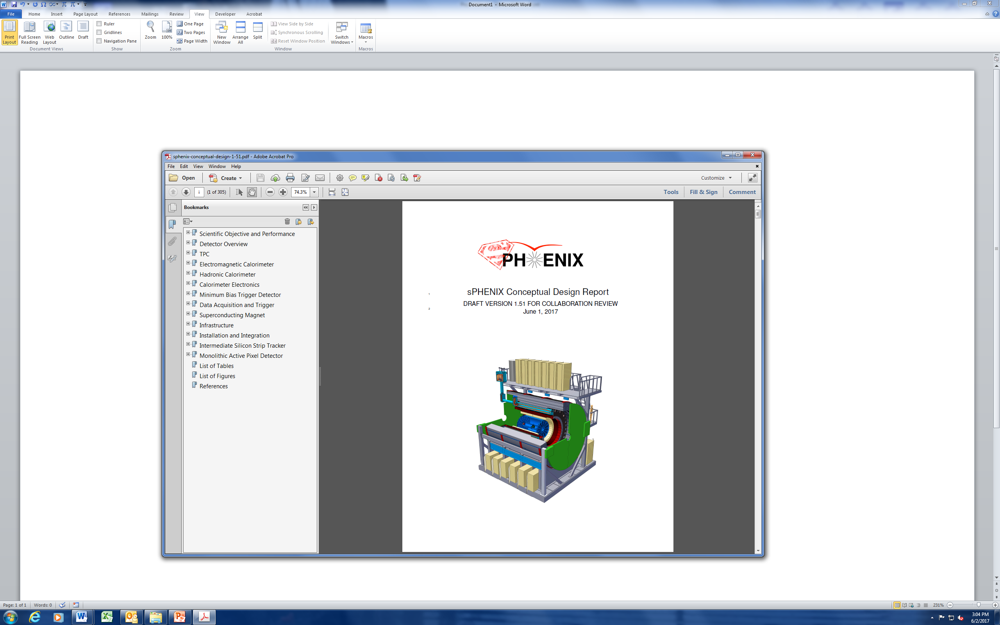 Document1 - Microsoft Word
File Home Insert Page Layout References Mailings Review View Developer Acrobat
Print Layout
Full Screen Reading
Web Layout
Outline
Draft
Document Views
Ruler
Gridlines
Navigation Pane
Show
Zoom
100%
One Page
Two Pages
Page Width
Zoom
New Window
Arrange All
Split
View Side by Side
Synchronous Scrolling
Reset Window Position
Window
Switch Windows
Macros
Macros
sphenix-conceptual-design-1-51.pdf - Adobe Acrobat Pro
File Edit View Window Help
Open Create Customize
i (1 of 305) 74.3% Tools Fill & Sign Comment
Bookmarks
Scientific Objective and Performance
Detector Overview
TPC
Electromagnetic Calorimeter
Hadronic Calorimeter
Calorimeter Electronics
Minimum Bias Trigger Detector
Data Acquisition and Trigger
Superconducting Magnet
Infrastructure
Installation and Integration
Intermediate Silicon Strip Tracker
Monolithic Active Pixel Detector
List of Tables
List of Figures
References
SPHENIX
1 sPHENIX Conceptual Design Report
DRAFT VERSION 1.51 FOR COLLABORATION REVIEW
2 June 1, 2017
Page: 1 of 1 Words: 0 231%
3:04 PM
6/2/2017